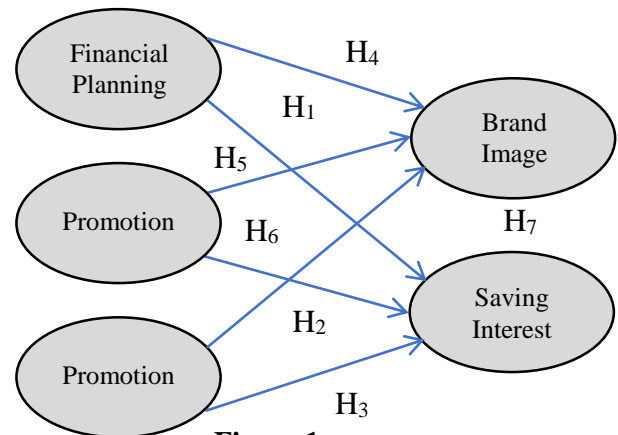 Financial
Planning
H₄
H₁
Brand
Image
H₅
Promotion
H₆
H₇
H₂
Saving
Interest
Promotion
H₃